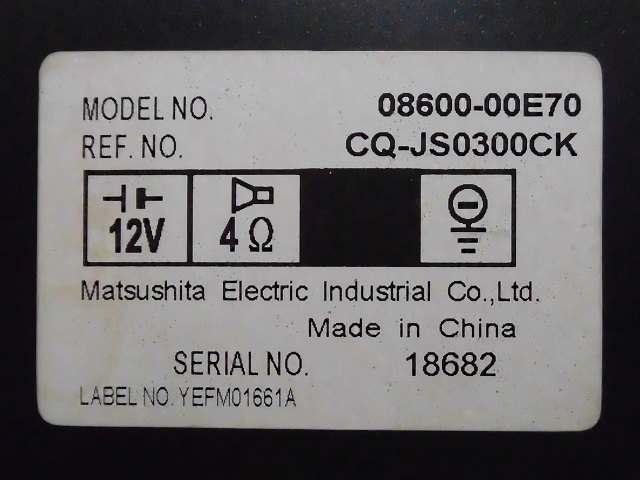 MODEL NO. 08600-00E70
REF. NO. CQ-JS0300CK
12V 4 Ω
Matsushita Electric Industrial Co.,Ltd.
Made in China
SERIAL NO. 18682
LABEL NO. YEFM01661A